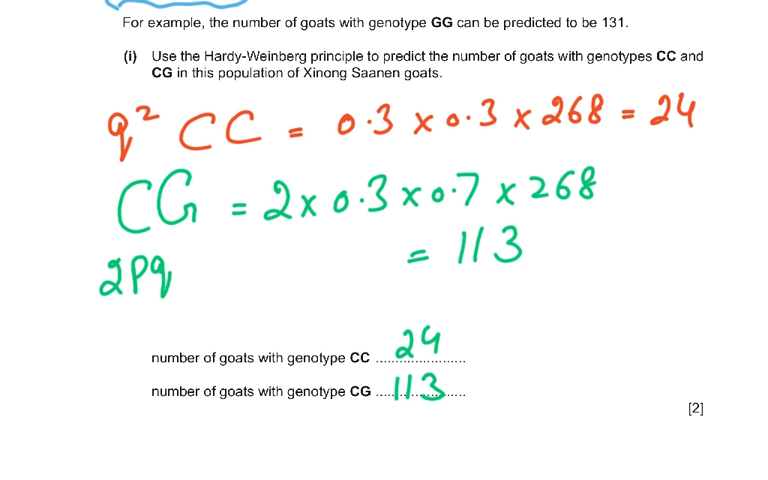 For example, the number of goats with genotype GG can be predicted to be 131.
(i) Use the Hardy-Weinberg principle to predict the number of goats with genotypes CC and
CG in this population of Xinong Saanen goats.
q² CC = 0.3 x 0.3 x 268 = 24
CG = 2 x 0.3 x 0.7 x 268
2pq = 113
number of goats with genotype CC ........24........
number of goats with genotype CG ........113........
[2]